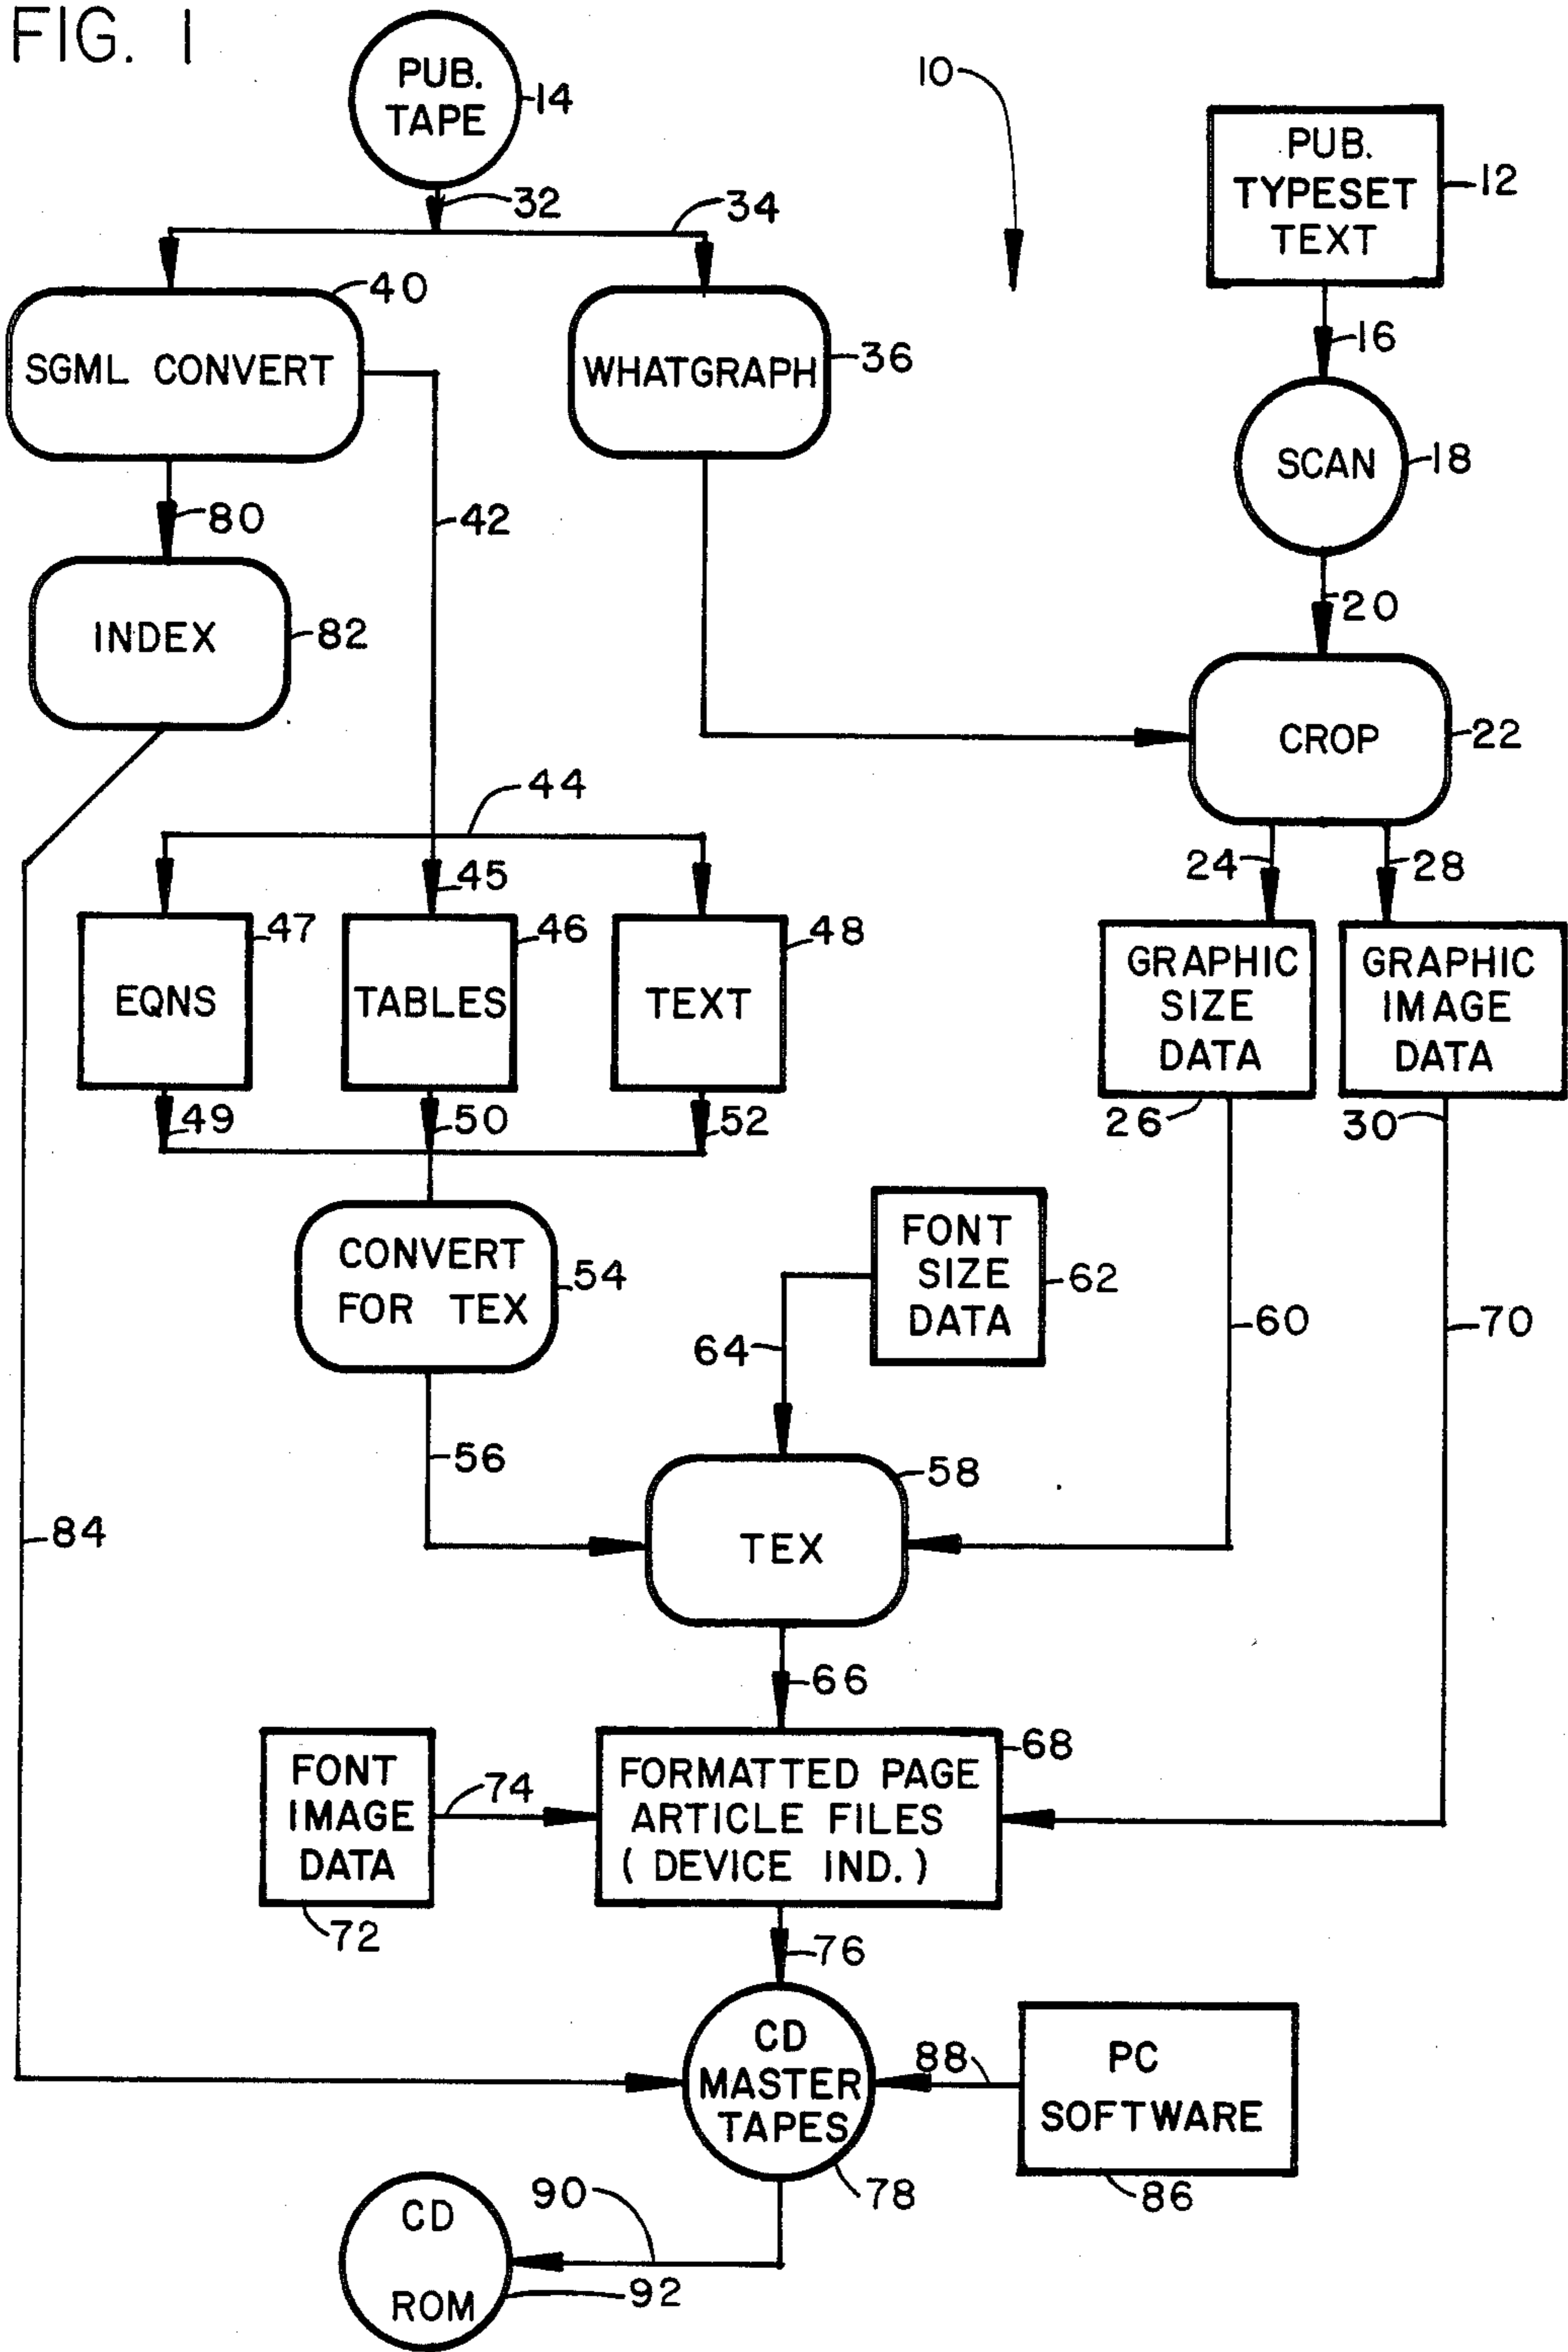 FIG. 1
PUB.
TAPE
14
10
PUB.
TYPESET
TEXT
12
32
34
16
40
SGML CONVERT
WHATGRAPH
36
SCAN
18
80
42
20
INDEX
82
CROP
22
44
45
24
28
EQNS
47
TABLES
46
TEXT
48
GRAPHIC
SIZE
DATA
GRAPHIC
IMAGE
DATA
49
50
52
26
30
CONVERT
FOR TEX
54
FONT
SIZE
DATA
62
64
60
70
56
58
TEX
84
66
FONT
IMAGE
DATA
72
74
FORMATTED PAGE
ARTICLE FILES
(DEVICE IND.)
68
76
CD
MASTER
TAPES
78
88
PC
SOFTWARE
86
90
CD
ROM
92